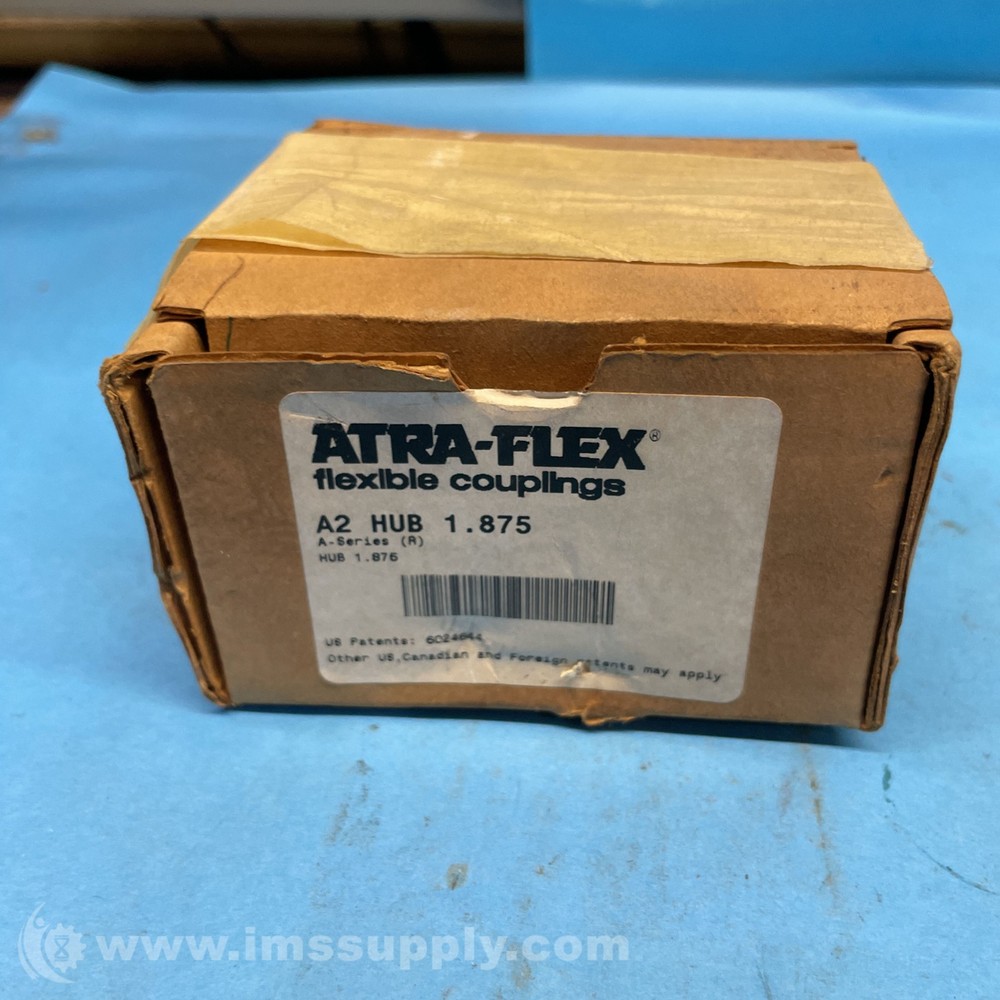 ATRA-FLEX®
flexible couplings
A2 HUB 1.875
A-Series (R)
HUB 1.875
US Patents: 6024644
Other US,Canadian and Foreign patents may apply
www.imssupply.com